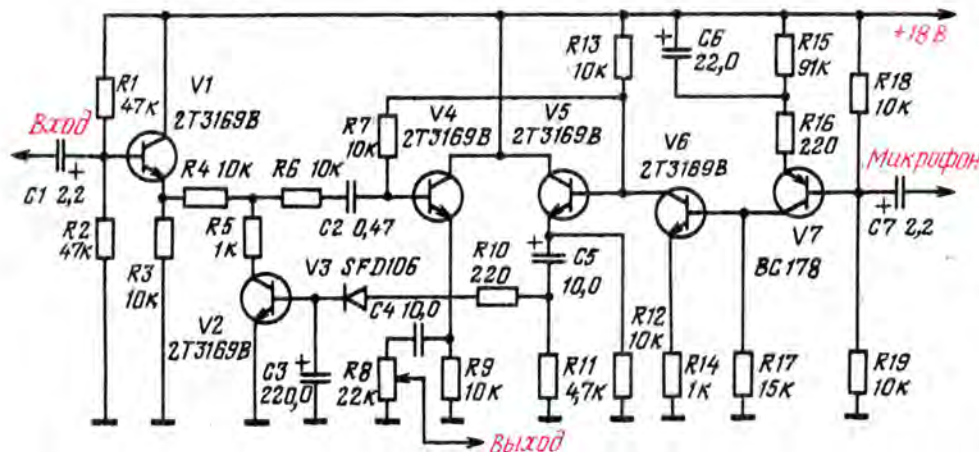 R1
47к
V1
2Т3169В
Вход
C1 2,2
R2
47к
R3
10к
R4 10к
R5
1к
R6 10к
V2
2Т3169В
V3 SFD106
C2 0,47
R7
10к
C3
220,0
C4 10,0
R8
22к
R9
10к
Выход
V4
2Т3169В
V5
2Т3169В
R10
220
C5
10,0
R11
4,7к
R12
10к
R13
10к
C6
22,0
V6
2Т3169В
R14
1к
R15
91к
R16
220
V7
BC178
R17
15к
R18
10к
R19
10к
+18 В
Микрофон
C7 2,2